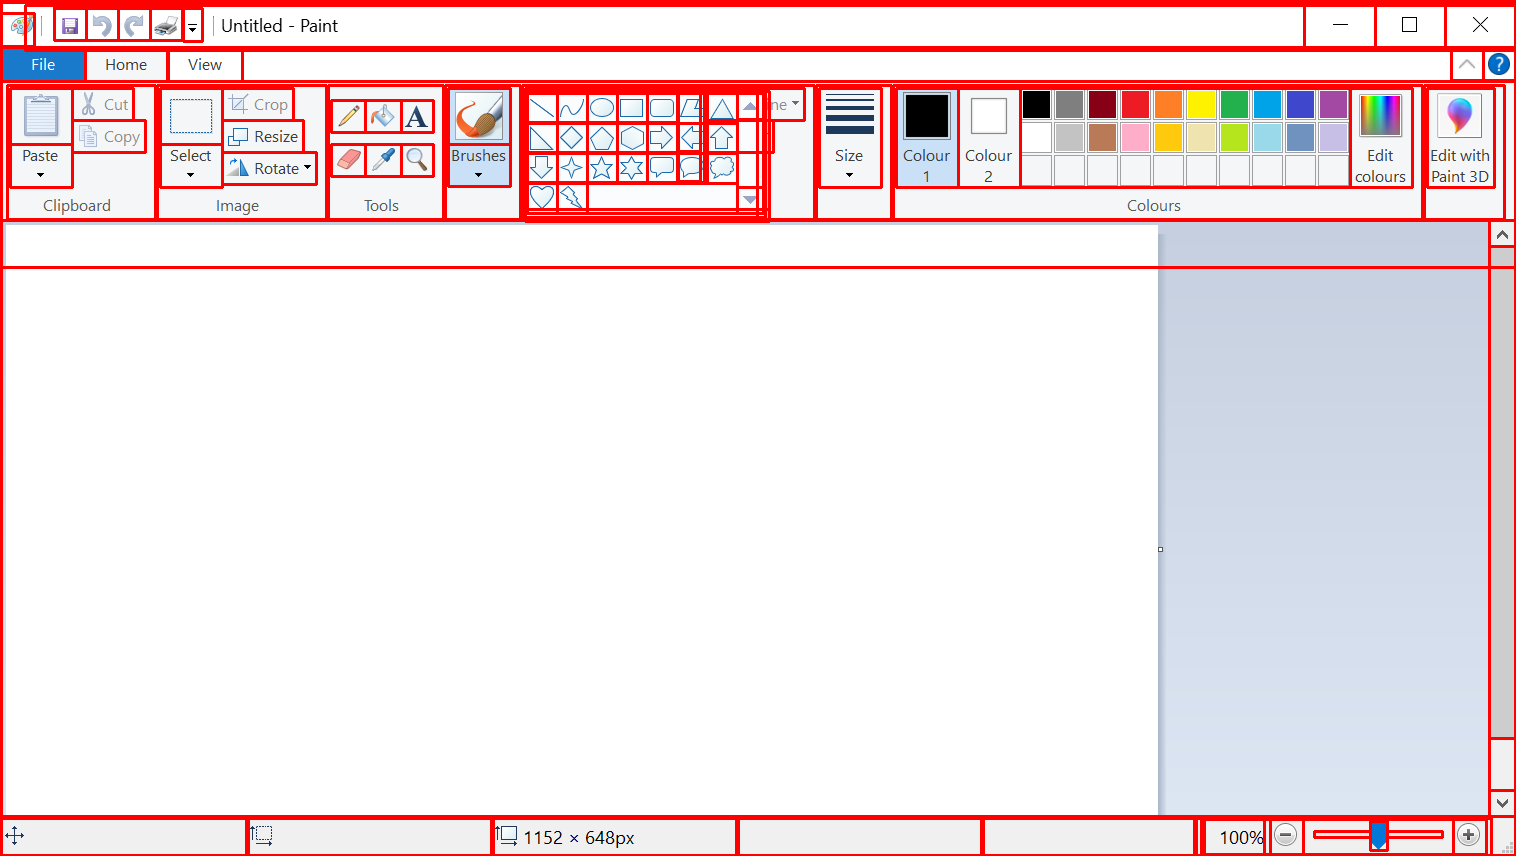 Untitled - Paint
File Home View
Paste
Cut
Copy
Clipboard
Select
Crop
Resize
Rotate
Image
A
Tools
Brushes
Size
Colour
1
Colour
2
Edit
colours
Colours
Edit with
Paint 3D
1152 × 648px
100%